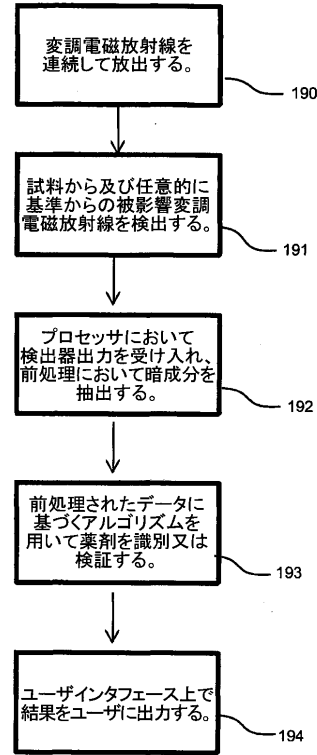 変調電磁放射線を
連続して放出する。
190
試料から及び任意的に
基準からの被影響変調
電磁放射線を検出する。
191
プロセッサにおいて
検出器出力を受け入れ、
前処理において暗成分を
抽出する。
192
前処理されたデータに
基づくアルゴリズムを
用いて薬剤を識別又は
検証する。
193
ユーザインタフェース上で
結果をユーザに出力する。
194